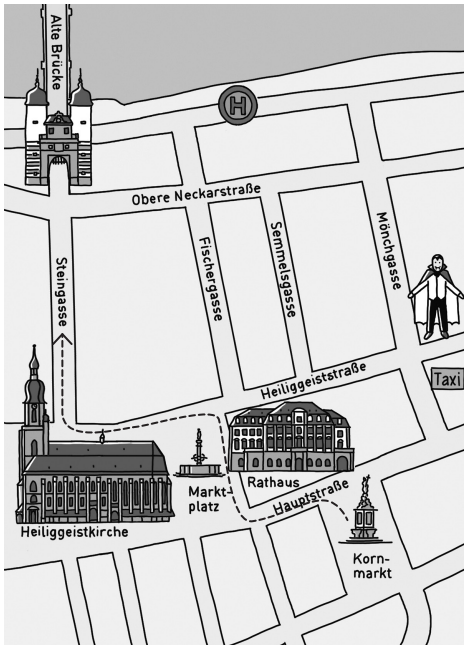 Alte Brücke
H
Obere Neckarstraße
Steingasse
Fischergasse
Semmelsgasse
Mönchgasse
Heiliggeiststraße
Taxi
Markt-
platz
Rathaus
Hauptstraße
Heiliggeistkirche
Korn-
markt